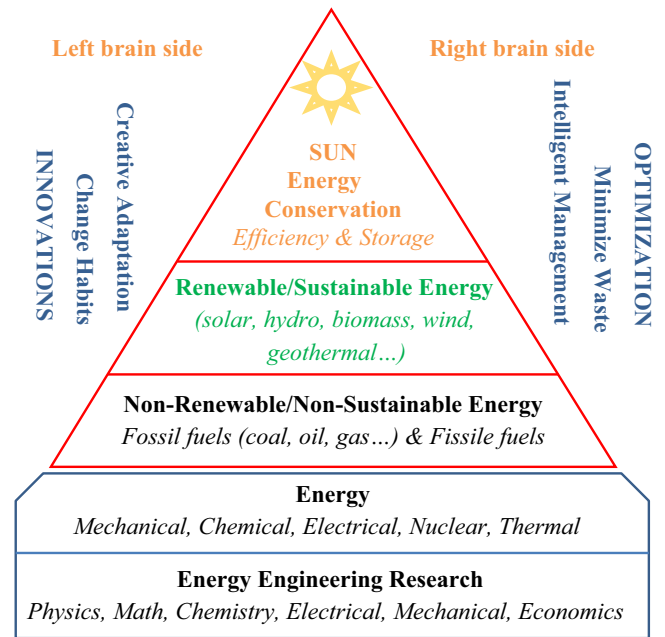 Left brain side
Right brain side
INNOVATIONS
Change Habits
Creative Adaptation
Intelligent Management
Minimize Waste
OPTIMIZATION
SUN
Energy
Conservation
Efficiency & Storage
Renewable/Sustainable Energy
(solar, hydro, biomass, wind,
geothermal…)
Non-Renewable/Non-Sustainable Energy
Fossil fuels (coal, oil, gas…) & Fissile fuels
Energy
Mechanical, Chemical, Electrical, Nuclear, Thermal
Energy Engineering Research
Physics, Math, Chemistry, Electrical, Mechanical, Economics